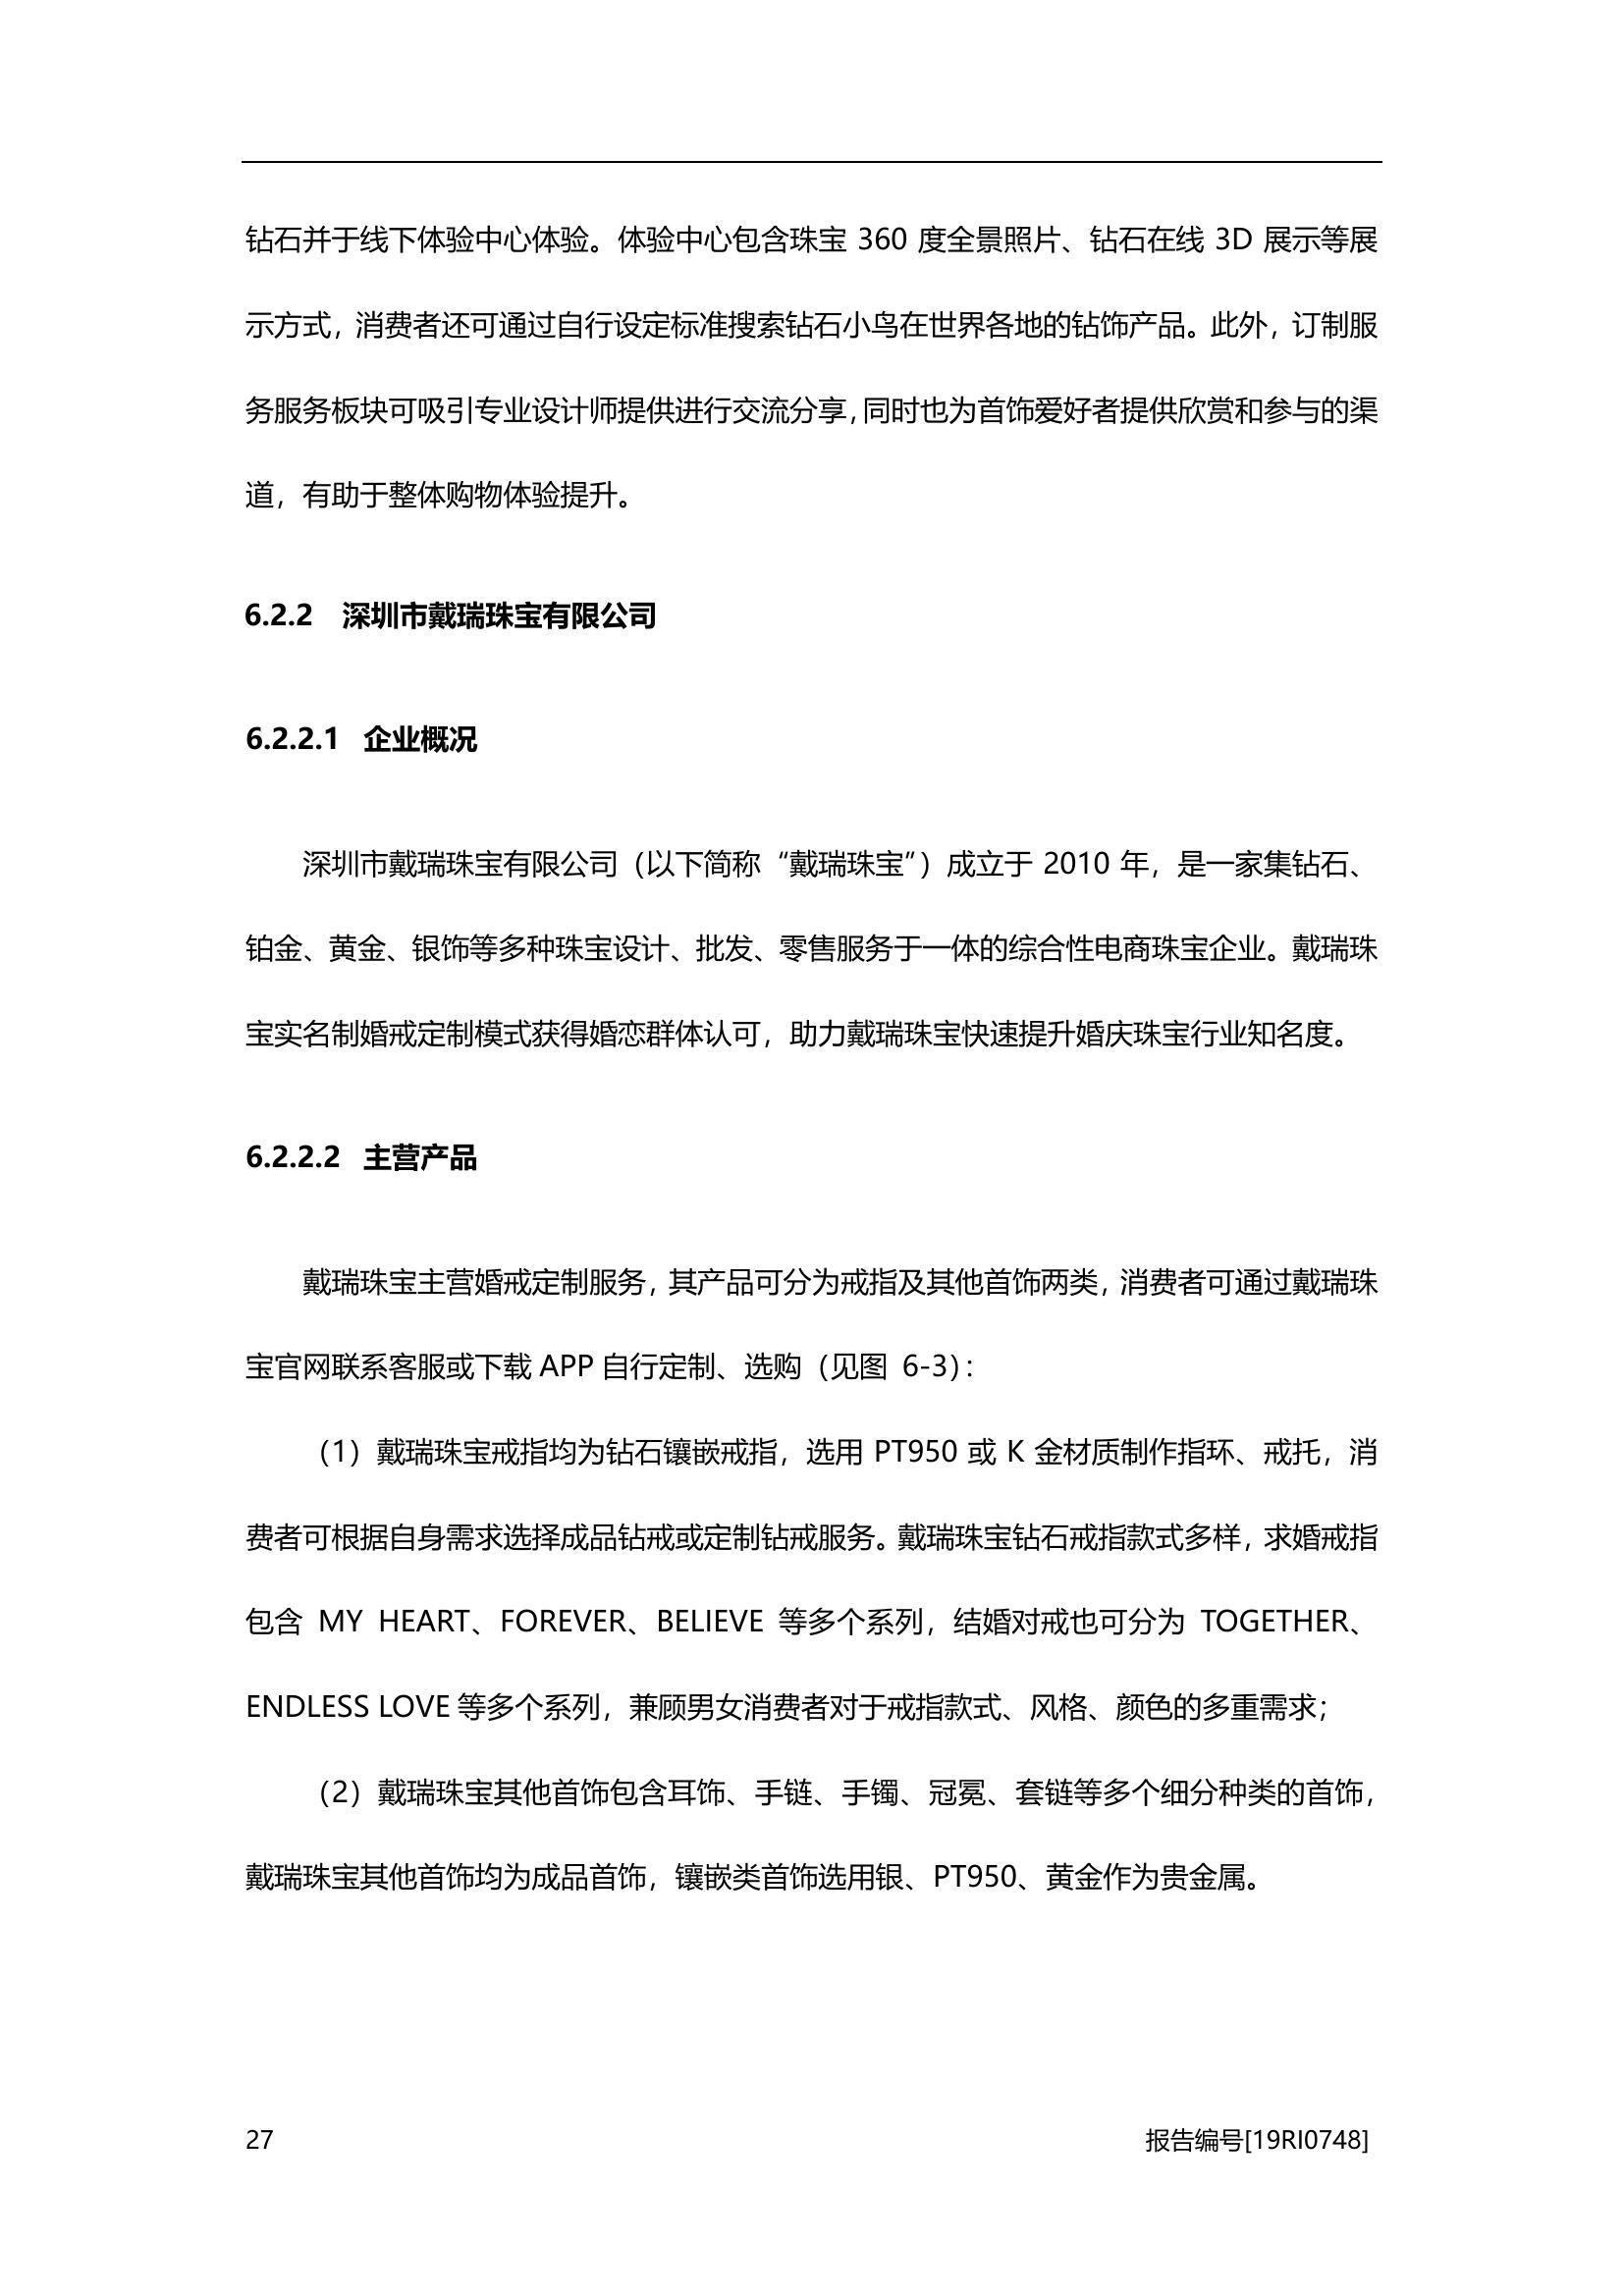 钻石并于线下体验中心体验。体验中心包含珠宝 360 度全景照片、钻石在线 3D 展示等展
示方式，消费者还可通过自行设定标准搜索钻石小鸟在世界各地的钻饰产品。此外，订制服
务服务板块可吸引专业设计师提供进行交流分享，同时也为首饰爱好者提供欣赏和参与的渠
道，有助于整体购物体验提升。
6.2.2 深圳市戴瑞珠宝有限公司
6.2.2.1 企业概况
深圳市戴瑞珠宝有限公司（以下简称“戴瑞珠宝”）成立于 2010 年，是一家集钻石、
铂金、黄金、银饰等多种珠宝设计、批发、零售服务于一体的综合性电商珠宝企业。戴瑞珠
宝实名制婚戒定制模式获得婚恋群体认可，助力戴瑞珠宝快速提升婚庆珠宝行业知名度。
6.2.2.2 主营产品
戴瑞珠宝主营婚戒定制服务，其产品可分为戒指及其他首饰两类，消费者可通过戴瑞珠
宝官网联系客服或下载 APP 自行定制、选购（见图 6-3）：
（1）戴瑞珠宝戒指均为钻石镶嵌戒指，选用 PT950 或 K 金材质制作指环、戒托，消
费者可根据自身需求选择成品钻戒或定制钻戒服务。戴瑞珠宝钻石戒指款式多样，求婚戒指
包含 MY HEART、FOREVER、BELIEVE 等多个系列，结婚对戒也可分为 TOGETHER、
ENDLESS LOVE 等多个系列，兼顾男女消费者对于戒指款式、风格、颜色的多重需求；
（2）戴瑞珠宝其他首饰包含耳饰、手链、手镯、冠冕、套链等多个细分种类的首饰，
戴瑞珠宝其他首饰均为成品首饰，镶嵌类首饰选用银、PT950、黄金作为贵金属。
27 报告编号[19RI0748]